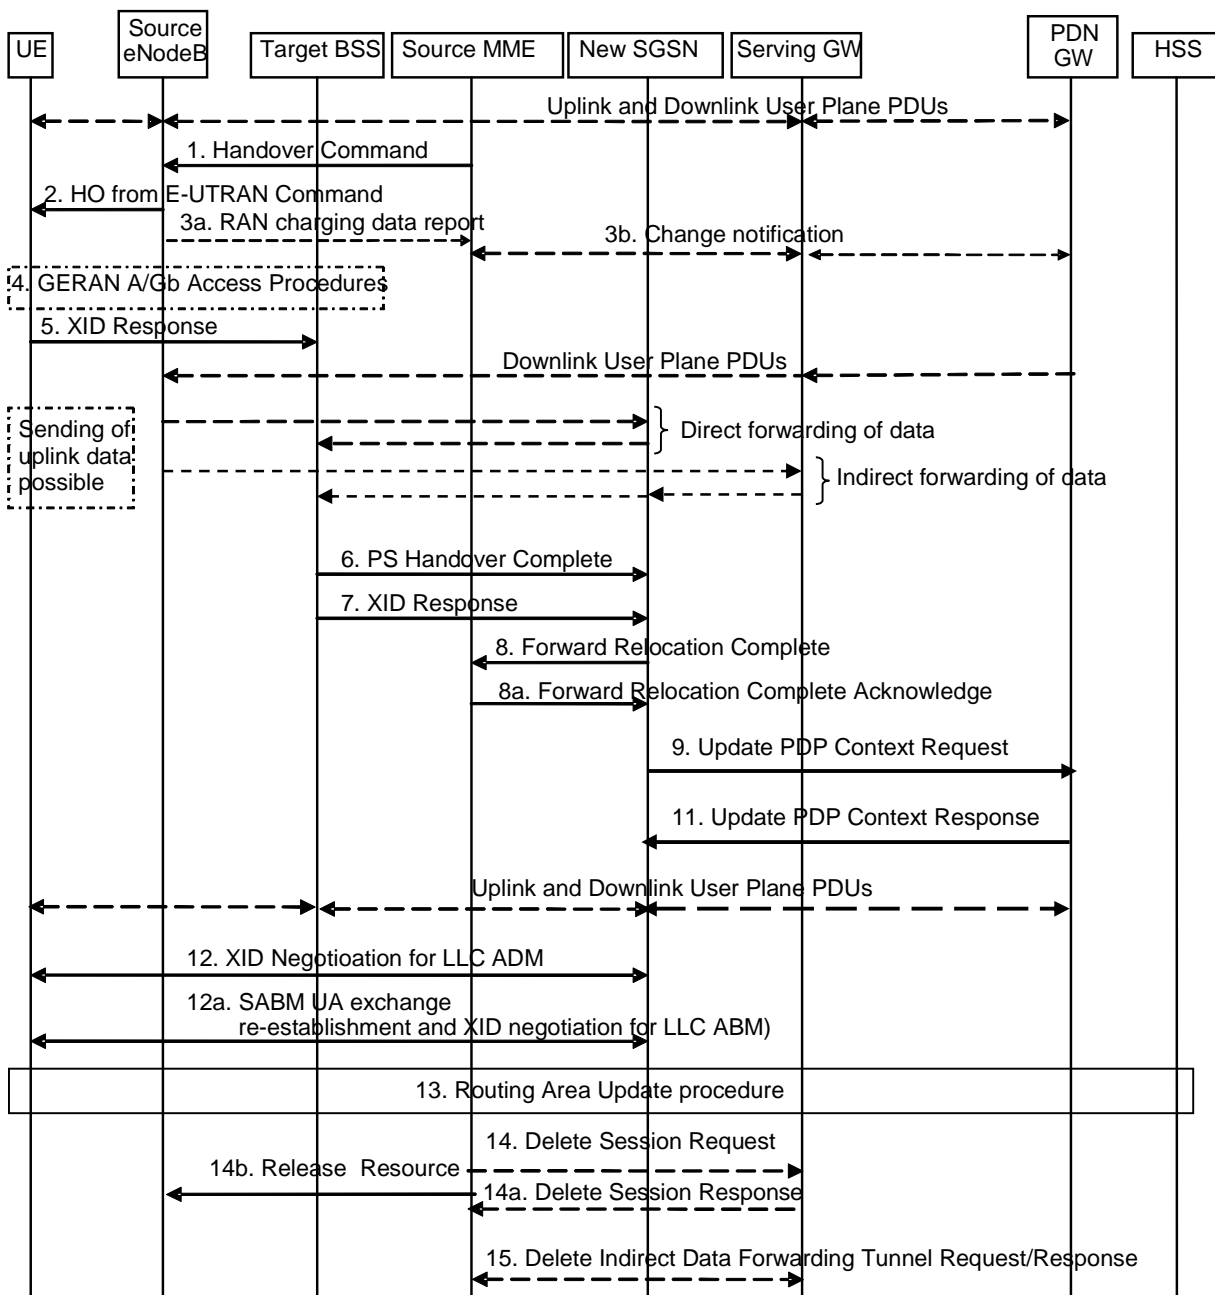 UE
Source
eNodeB
Target BSS
Source MME
New SGSN
Serving GW
PDN
GW
HSS
Uplink and Downlink User Plane PDUs
1. Handover Command
2. HO from E-UTRAN Command
3a. RAN charging data report
3b. Change notification
4. GERAN A/Gb Access Procedures
5. XID Response
Downlink User Plane PDUs
Sending of
uplink data
possible
Direct forwarding of data
Indirect forwarding of data
6. PS Handover Complete
7. XID Response
8. Forward Relocation Complete
8a. Forward Relocation Complete Acknowledge
9. Update PDP Context Request
11. Update PDP Context Response
Uplink and Downlink User Plane PDUs
12. XID Negotioation for LLC ADM
12a. SABM UA exchange
re-establishment and XID negotiation for LLC ABM)
13. Routing Area Update procedure
14. Delete Session Request
14b. Release Resource
14a. Delete Session Response
15. Delete Indirect Data Forwarding Tunnel Request/Response